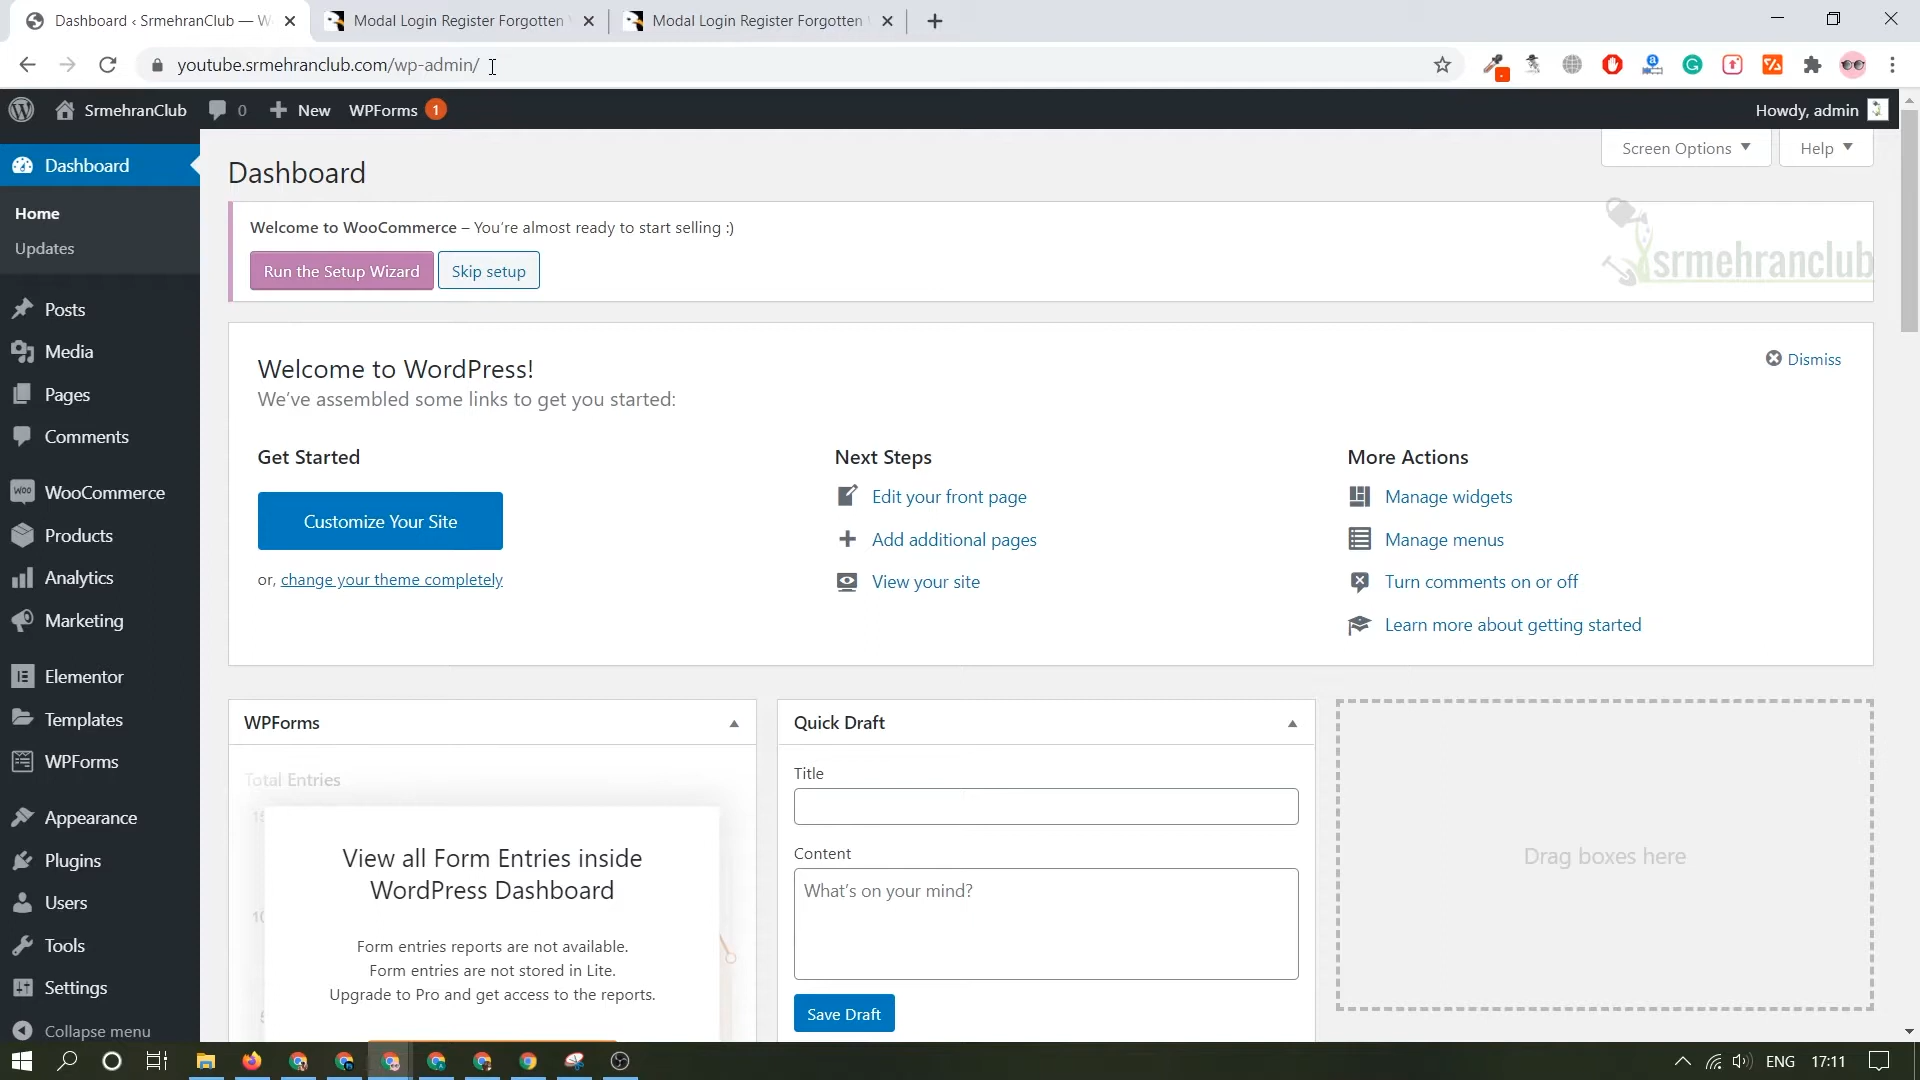 Dashboard ‹ SrmehranClub — W
Modal Login Register Forgotten
Modal Login Register Forgotten
youtube.srmehranclub.com/wp-admin/
SrmehranClub
0
New
WPForms 1
Howdy, admin
Dashboard
Home
Updates
Posts
Media
Pages
Comments
WooCommerce
Products
Analytics
Marketing
Elementor
Templates
WPForms
Appearance
Plugins
Users
Tools
Settings
Collapse menu
Screen Options
Help
Dashboard
Welcome to WooCommerce – You’re almost ready to start selling :)
Run the Setup Wizard
Skip setup
srmehranclub
Welcome to WordPress!
We’ve assembled some links to get you started:
Dismiss
Get Started
Customize Your Site
or, change your theme completely
Next Steps
Edit your front page
Add additional pages
View your site
More Actions
Manage widgets
Manage menus
Turn comments on or off
Learn more about getting started
WPForms
Total Entries
View all Form Entries inside
WordPress Dashboard
Form entries reports are not available.
Form entries are not stored in Lite.
Upgrade to Pro and get access to the reports.
Quick Draft
Title
Content
What’s on your mind?
Save Draft
Drag boxes here
ENG
17:11